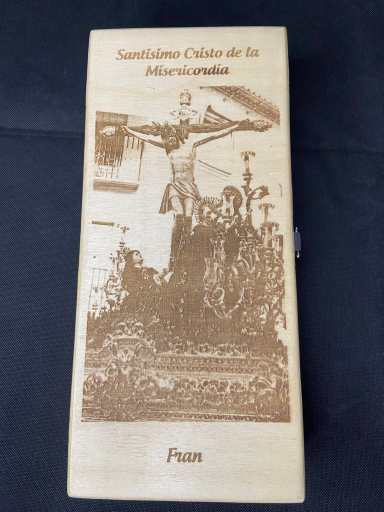 Santísimo Cristo de la
Misericordia
Fran